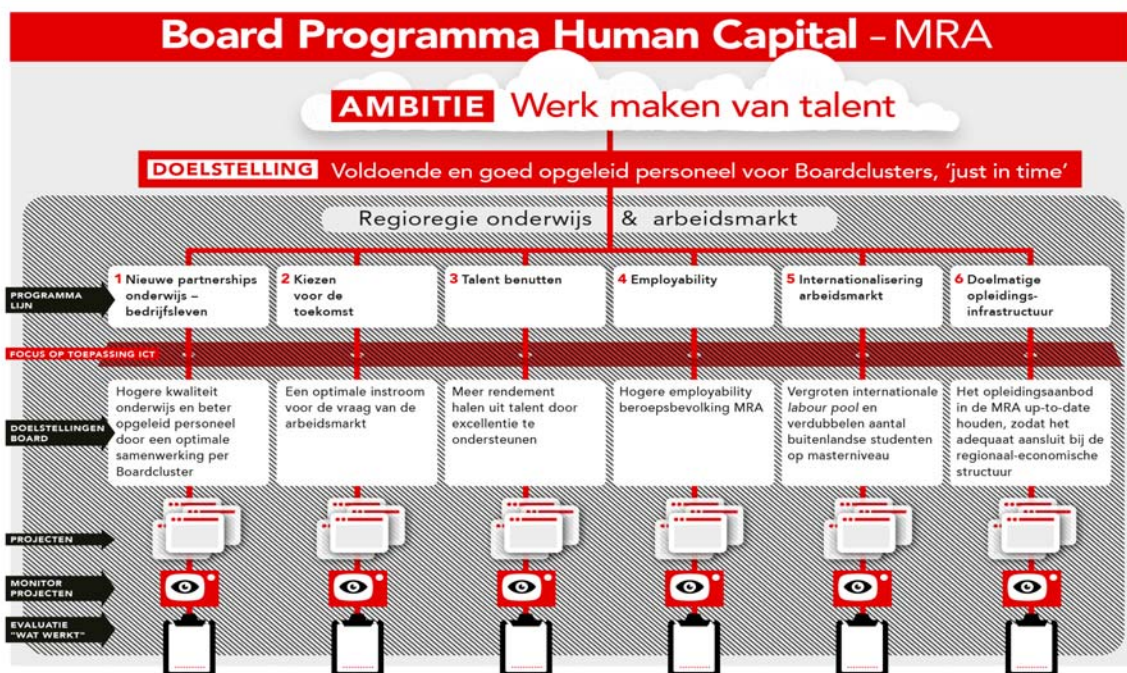 Board Programma Human Capital – MRA
AMBITIE Werk maken van talent
DOELSTELLING Voldoende en goed opgeleid personeel voor Boardclusters, ‘just in time’
Regioregie onderwijs & arbeidsmarkt
PROGRAMMA
LIJN
1 Nieuwe partnerships
onderwijs –
bedrijfsleven
2 Kiezen
voor de
toekomst
3 Talent benutten
4 Employability
5 Internationalisering
arbeidsmarkt
6 Doelmatige
opleidings-
infrastructuur
FOCUS OP TOEPASSING ICT
DOELSTELLINGEN
BOARD
Hogere kwaliteit
onderwijs en beter
opgeleid personeel
door een optimale
samenwerking per
Boardcluster
Een optimale instroom
voor de vraag van de
arbeidsmarkt
Meer rendement
halen uit talent door
excellentie te
ondersteunen
Hogere employability
beroepsbevolking MRA
Vergroten internationale
labour pool en
verdubbelen aantal
buitenlandse studenten
op masterniveau
Het opleidingsaanbod
in de MRA up-to-date
houden, zodat het
adequaat aansluit bij de
regionaal-economische
structuur
PROJECTEN
MONITOR
PROJECTEN
EVALUATIE
"WAT WERKT"